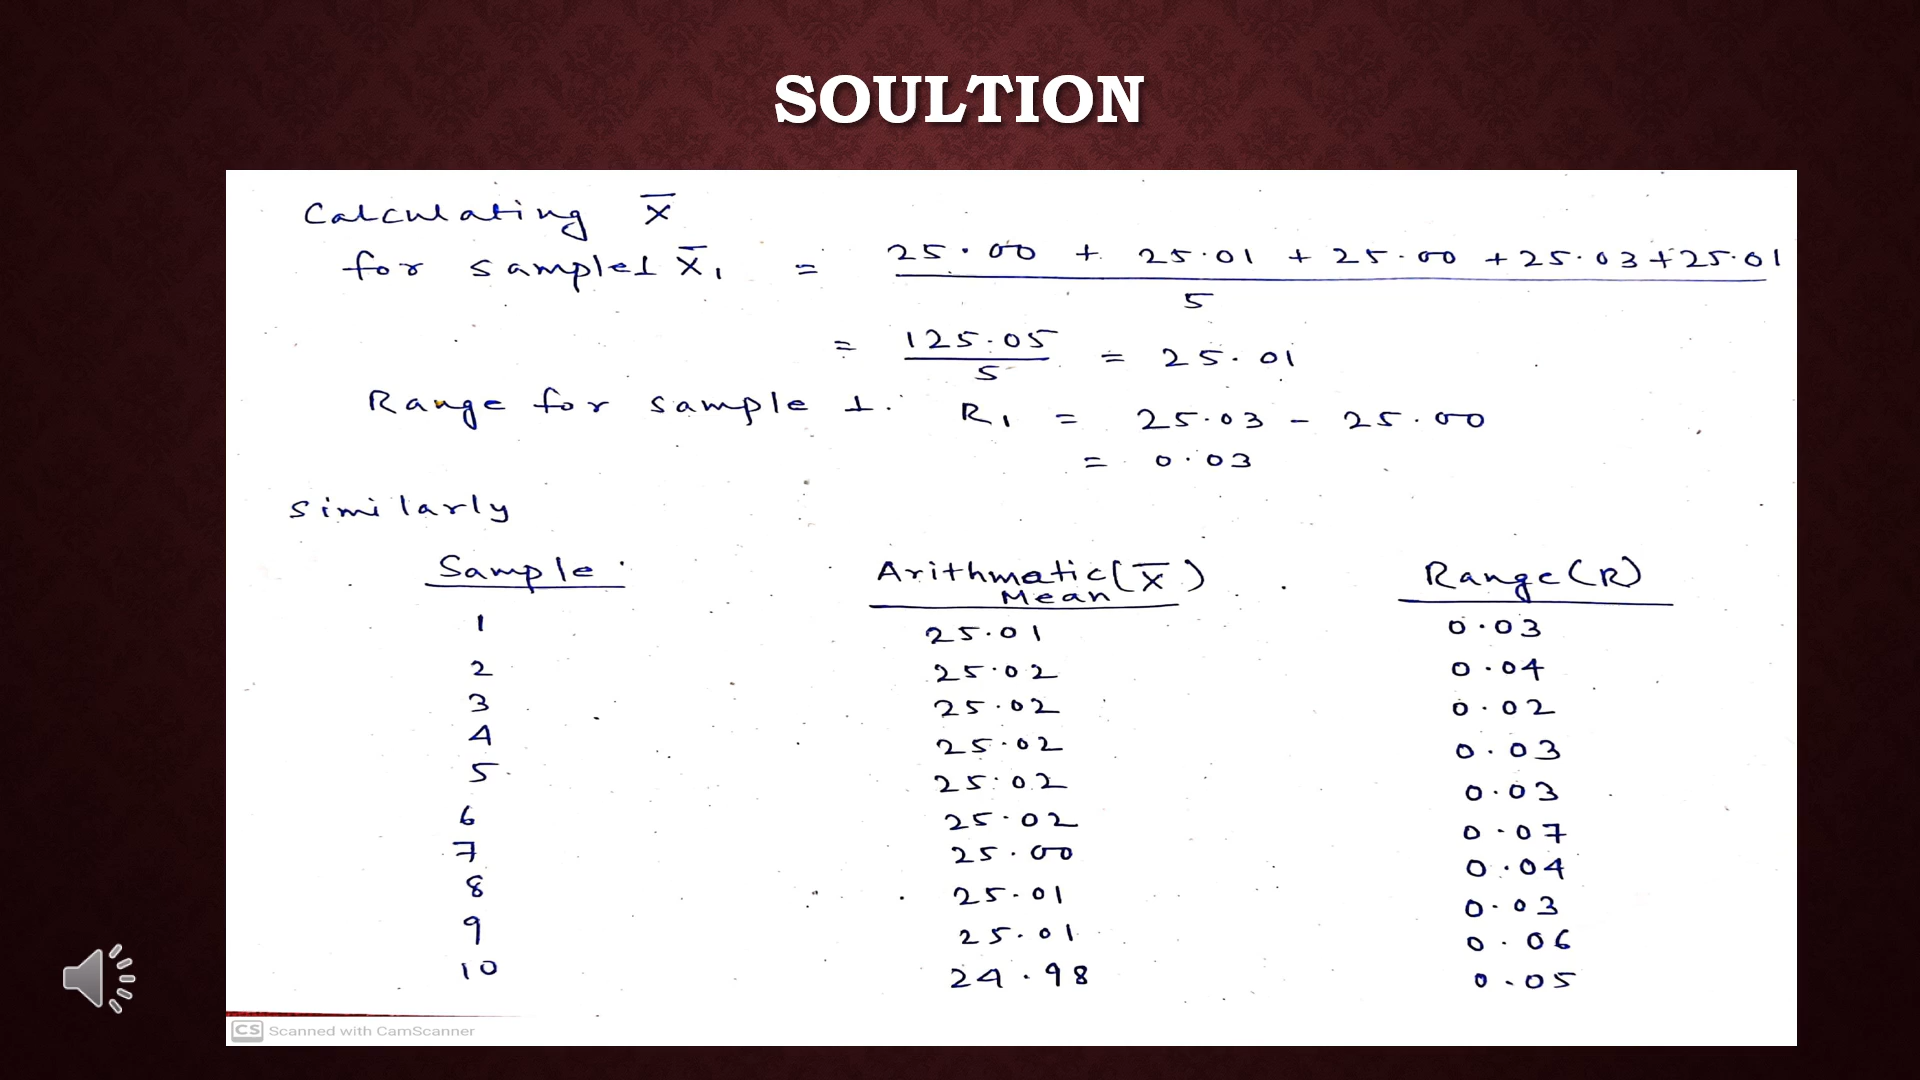 SOULTION
Calculating X̅
for sample 1 X̅₁ = 25.00 + 25.01 + 25.00 + 25.03 + 25.01
5
= 125.05 = 25.01
5
Range for sample 1. R₁ = 25.03 - 25.00
= 0.03
similarly
Sample Arithmatic (X̅) Range (R)
Mean
1 25.01 0.03
2 25.02 0.04
3 25.02 0.02
4 25.02 0.03
5 25.02 0.03
6 25.02 0.07
7 25.00 0.04
8 25.01 0.03
9 25.01 0.06
10 24.98 0.05
CS Scanned with CamScanner